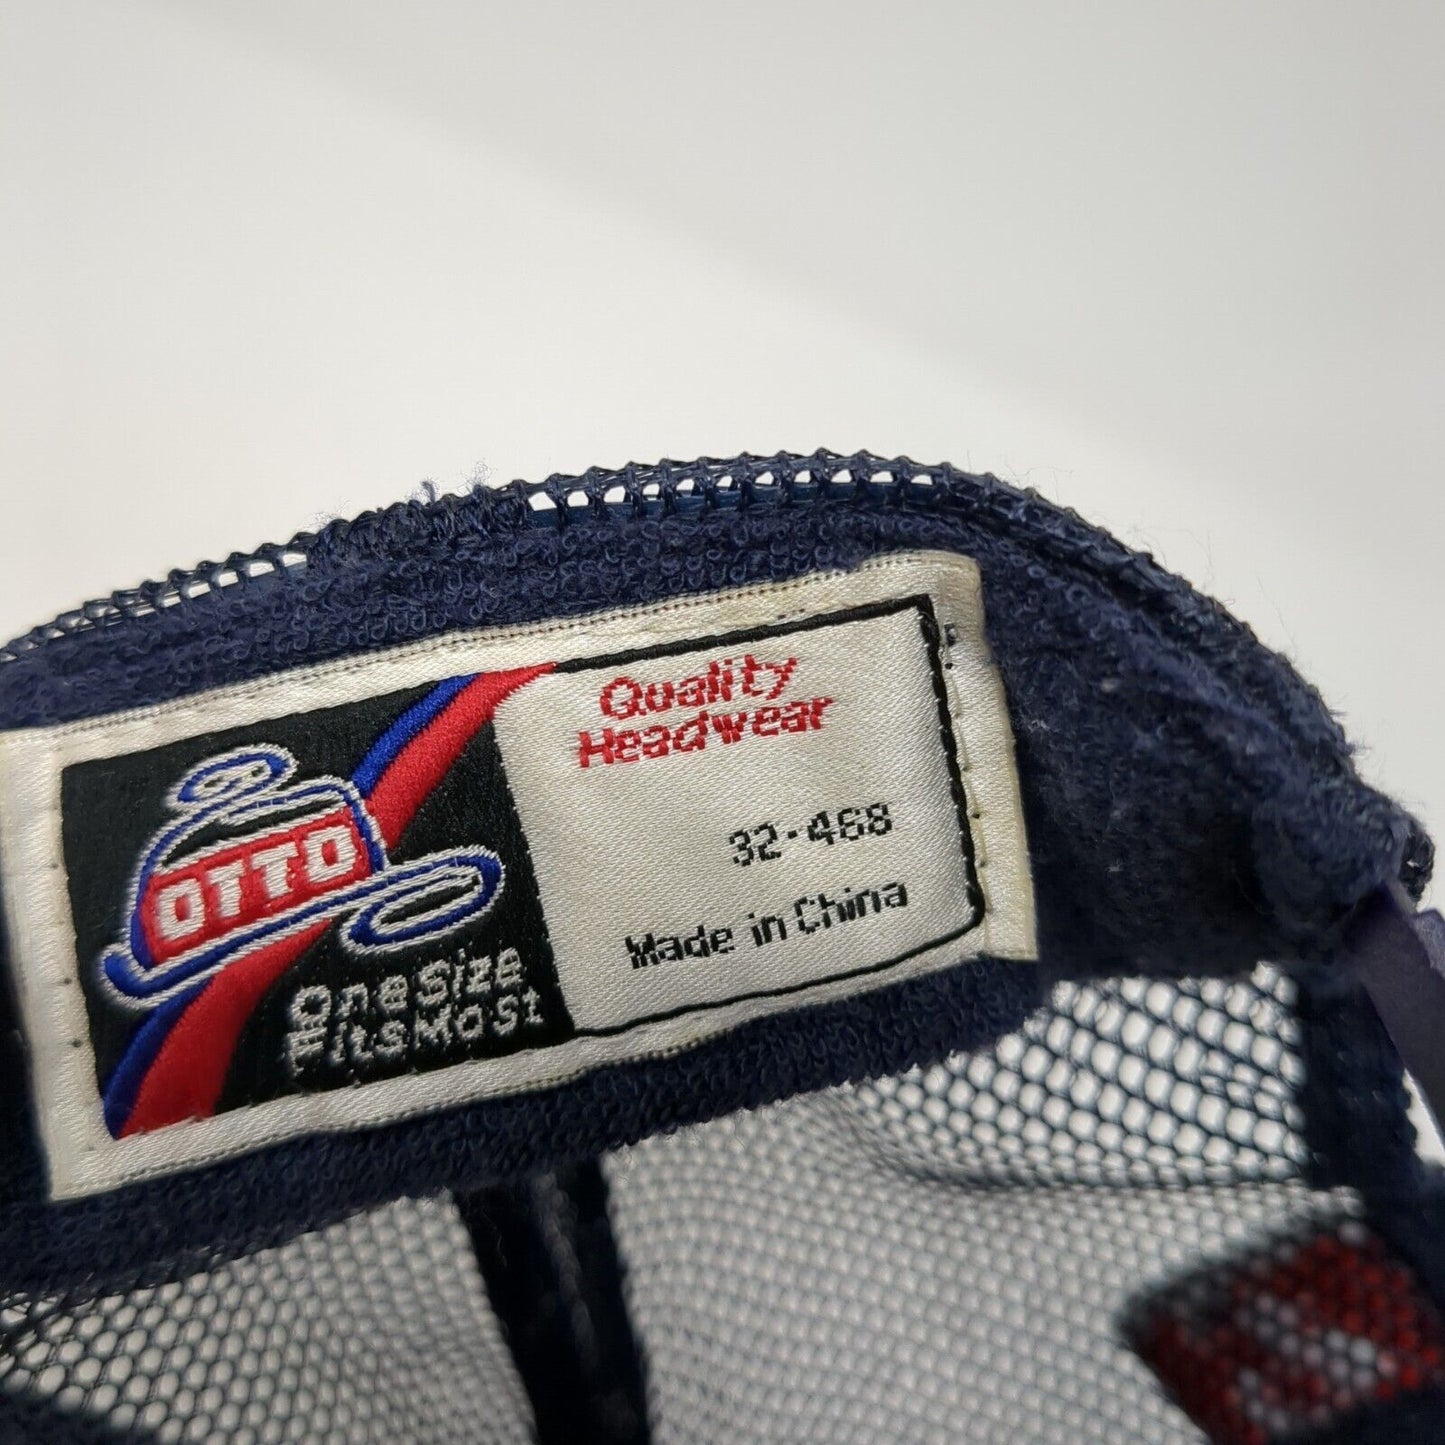 OTTO
One Size
Fits Most
Quality
Headwear
32-468
Made in China